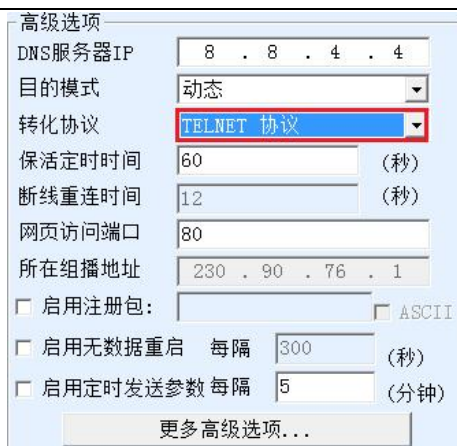 高级选项
DNS服务器IP 8 . 8 . 4 . 4
目的模式 动态
转化协议 TELNET 协议
保活定时时间 60 (秒)
断线重连时间 12 (秒)
网页访问端口 80
所在组播地址 230 . 90 . 76 . 1
启用注册包: ASCII
启用无数据重启 每隔 300 (秒)
启用定时发送参数 每隔 5 (分钟)
更多高级选项...